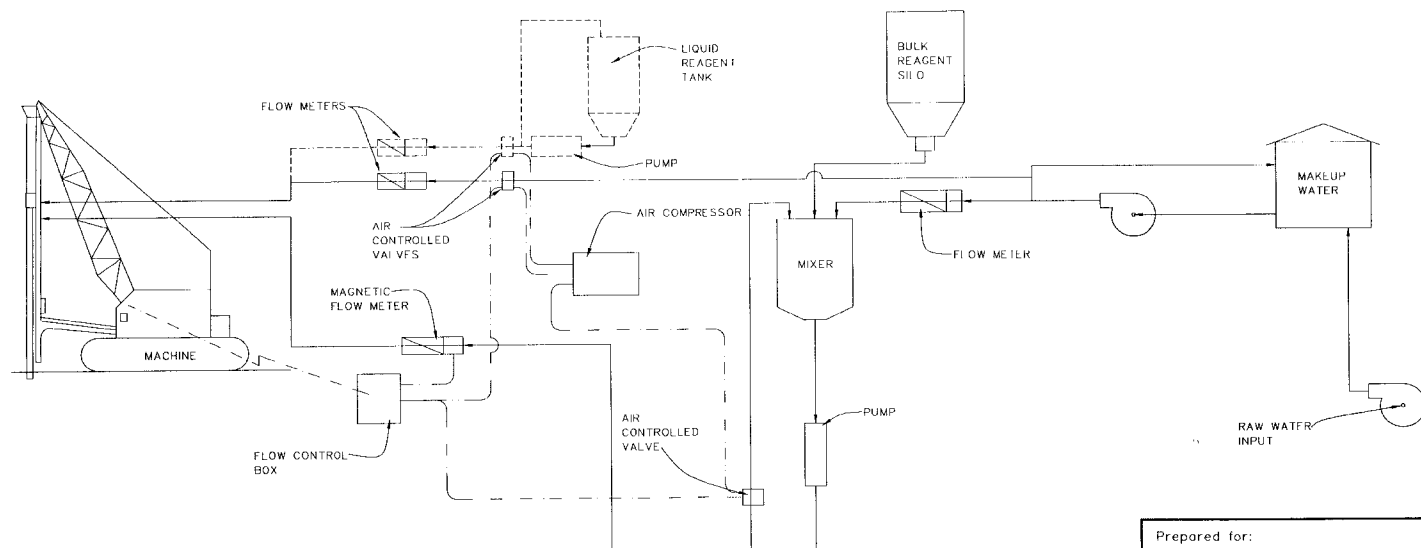 LIQUID
REAGENT
TANK
BULK
REAGENT
SILO
FLOW METERS
PUMP
MAKEUP
WATER
AIR
CONTROLLED
VALVES
AIR COMPRESSOR
MIXER
FLOW METER
MAGNETIC
FLOW METER
MACHINE
AIR
CONTROLLED
VALVE
PUMP
RAW WATER
INPUT
FLOW CONTROL
BOX
Prepared for: